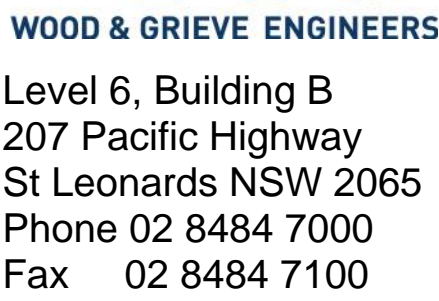 WOOD & GRIEVE ENGINEERS
Level 6, Building B
207 Pacific Highway
St Leonards NSW 2065
Phone 02 8484 7000
Fax 02 8484 7100